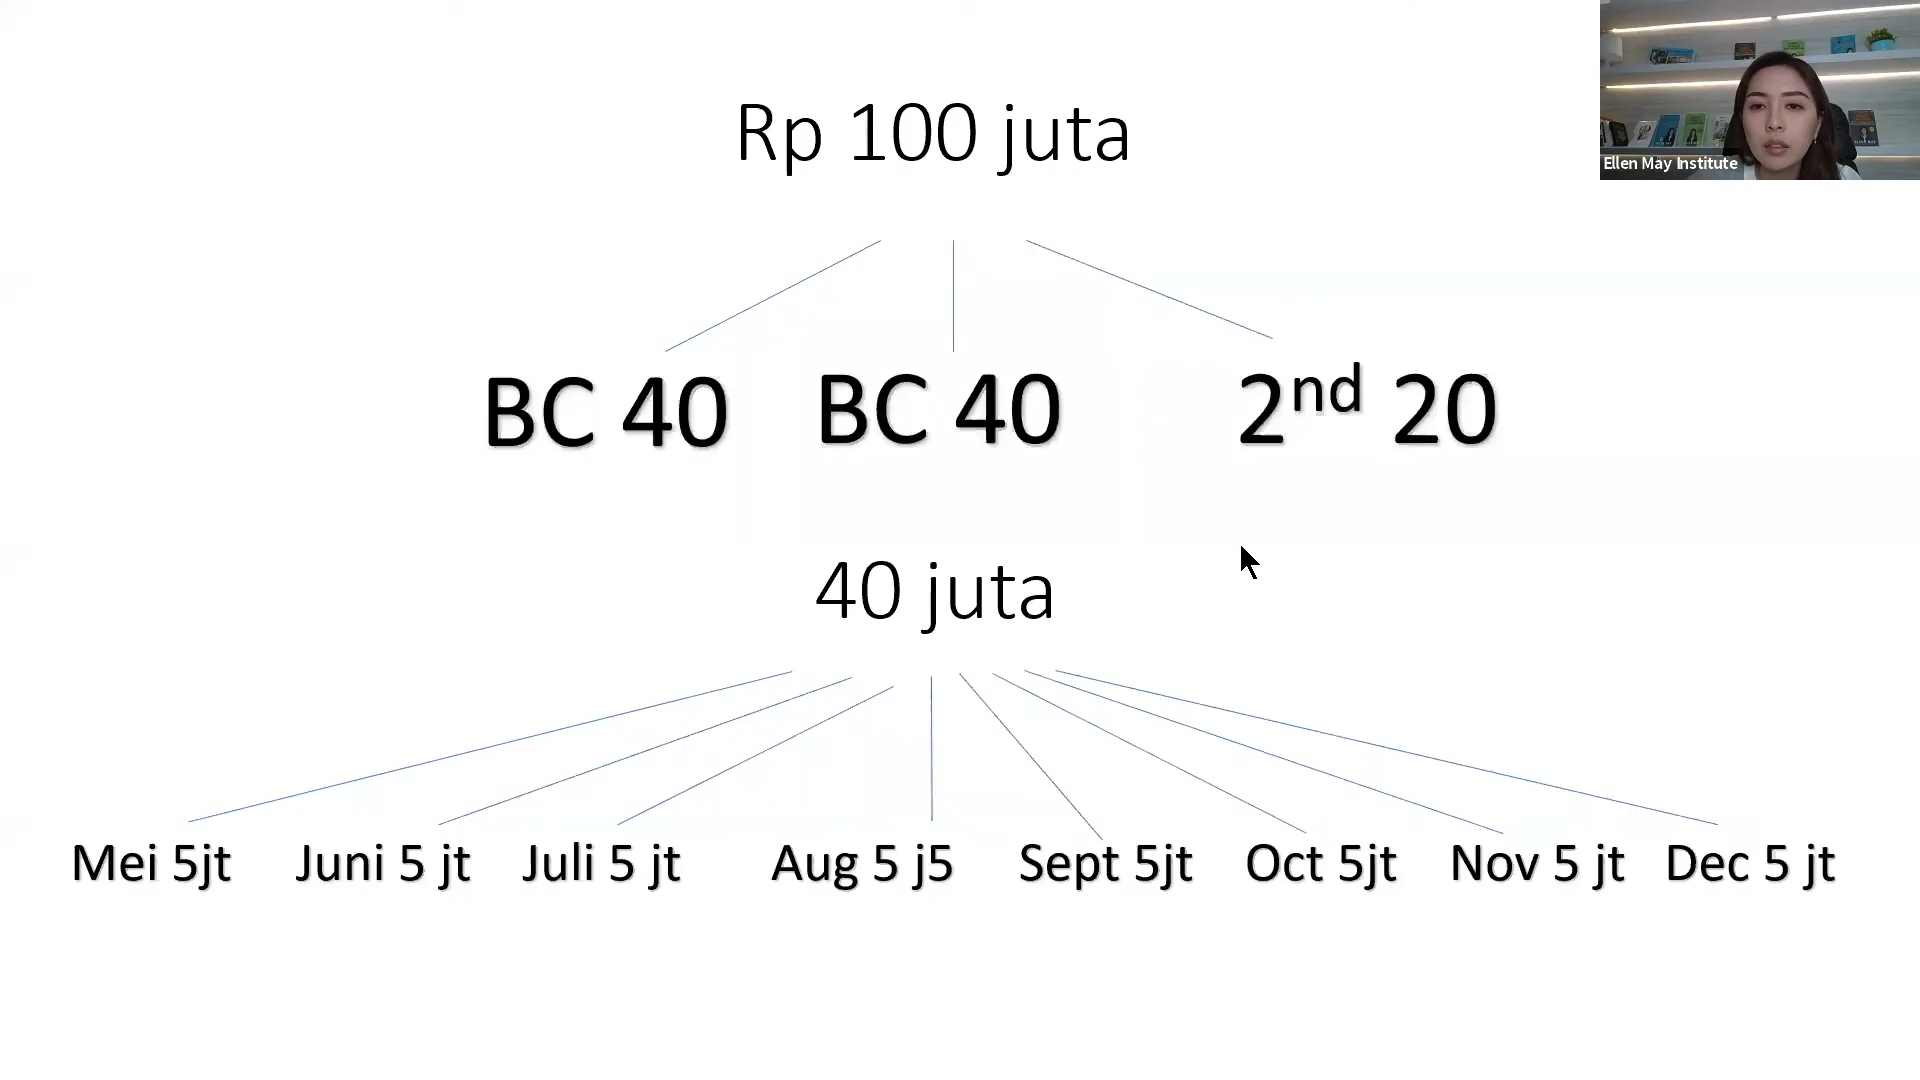 Rp 100 juta
Ellen May Institute
BC 40 BC 40 2nd 20
40 juta
Mei 5jt Juni 5 jt Juli 5 jt Aug 5 j5 Sept 5jt Oct 5jt Nov 5 jt Dec 5 jt